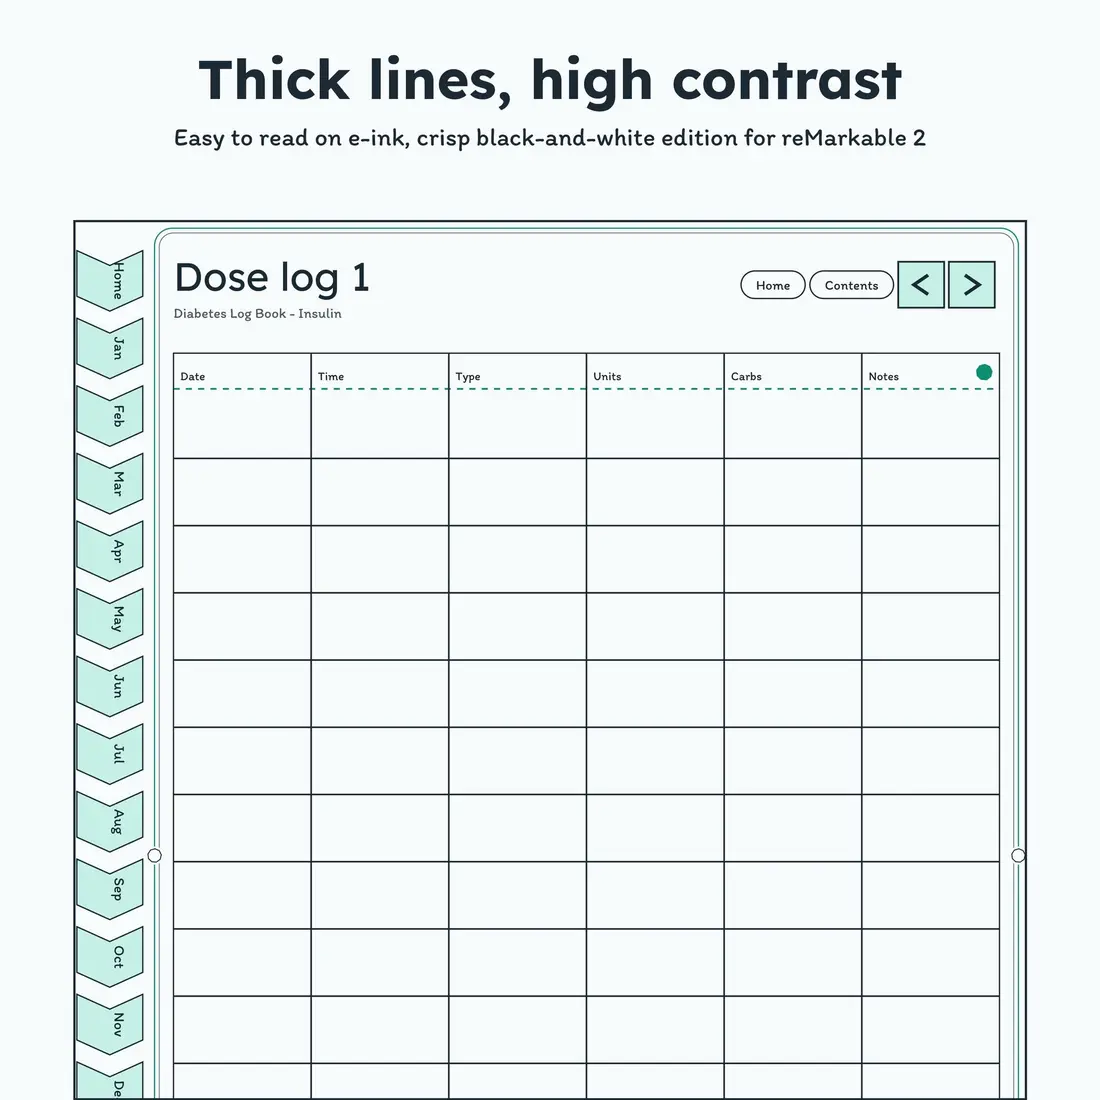 Thick lines, high contrast
Easy to read on e-ink, crisp black-and-white edition for reMarkable 2
Dose log 1
Diabetes Log Book - Insulin
Home
Contents
<
>
Home
Jan
Feb
Mar
Apr
May
Jun
Jul
Aug
Sep
Oct
Nov
De
Date Time Type Units Carbs Notes